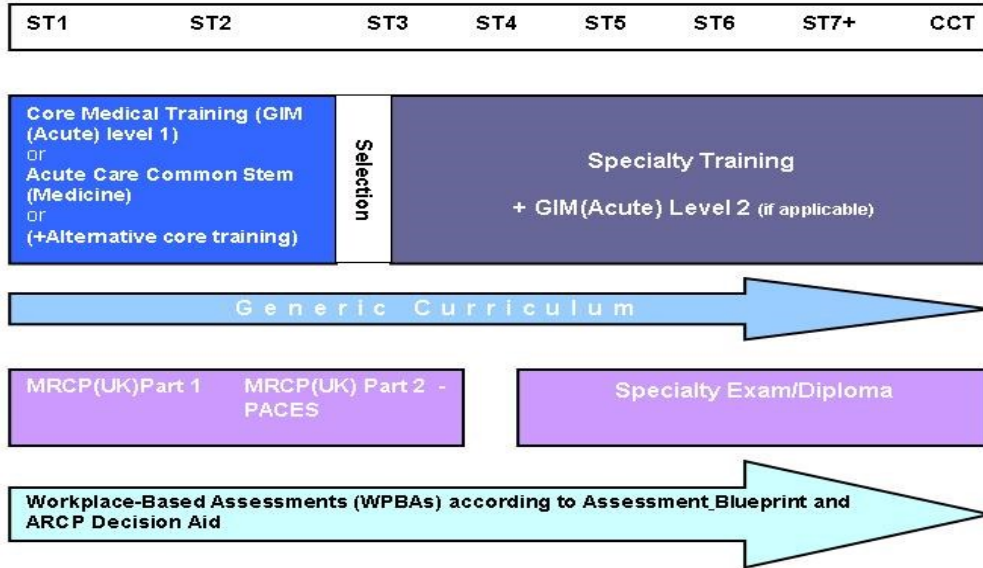 ST1 ST2 ST3 ST4 ST5 ST6 ST7+ CCT
Core Medical Training (GIM
(Acute) level 1)
or
Acute Care Common Stem
(Medicine)
or
(+Alternative core training)
Selection
Specialty Training
+ GIM(Acute) Level 2 (if applicable)
Generic Curriculum
MRCP(UK)Part 1 MRCP(UK) Part 2 -
PACES
Specialty Exam/Diploma
Workplace-Based Assessments (WPBAs) according to Assessment Blueprint and
ARCP Decision Aid